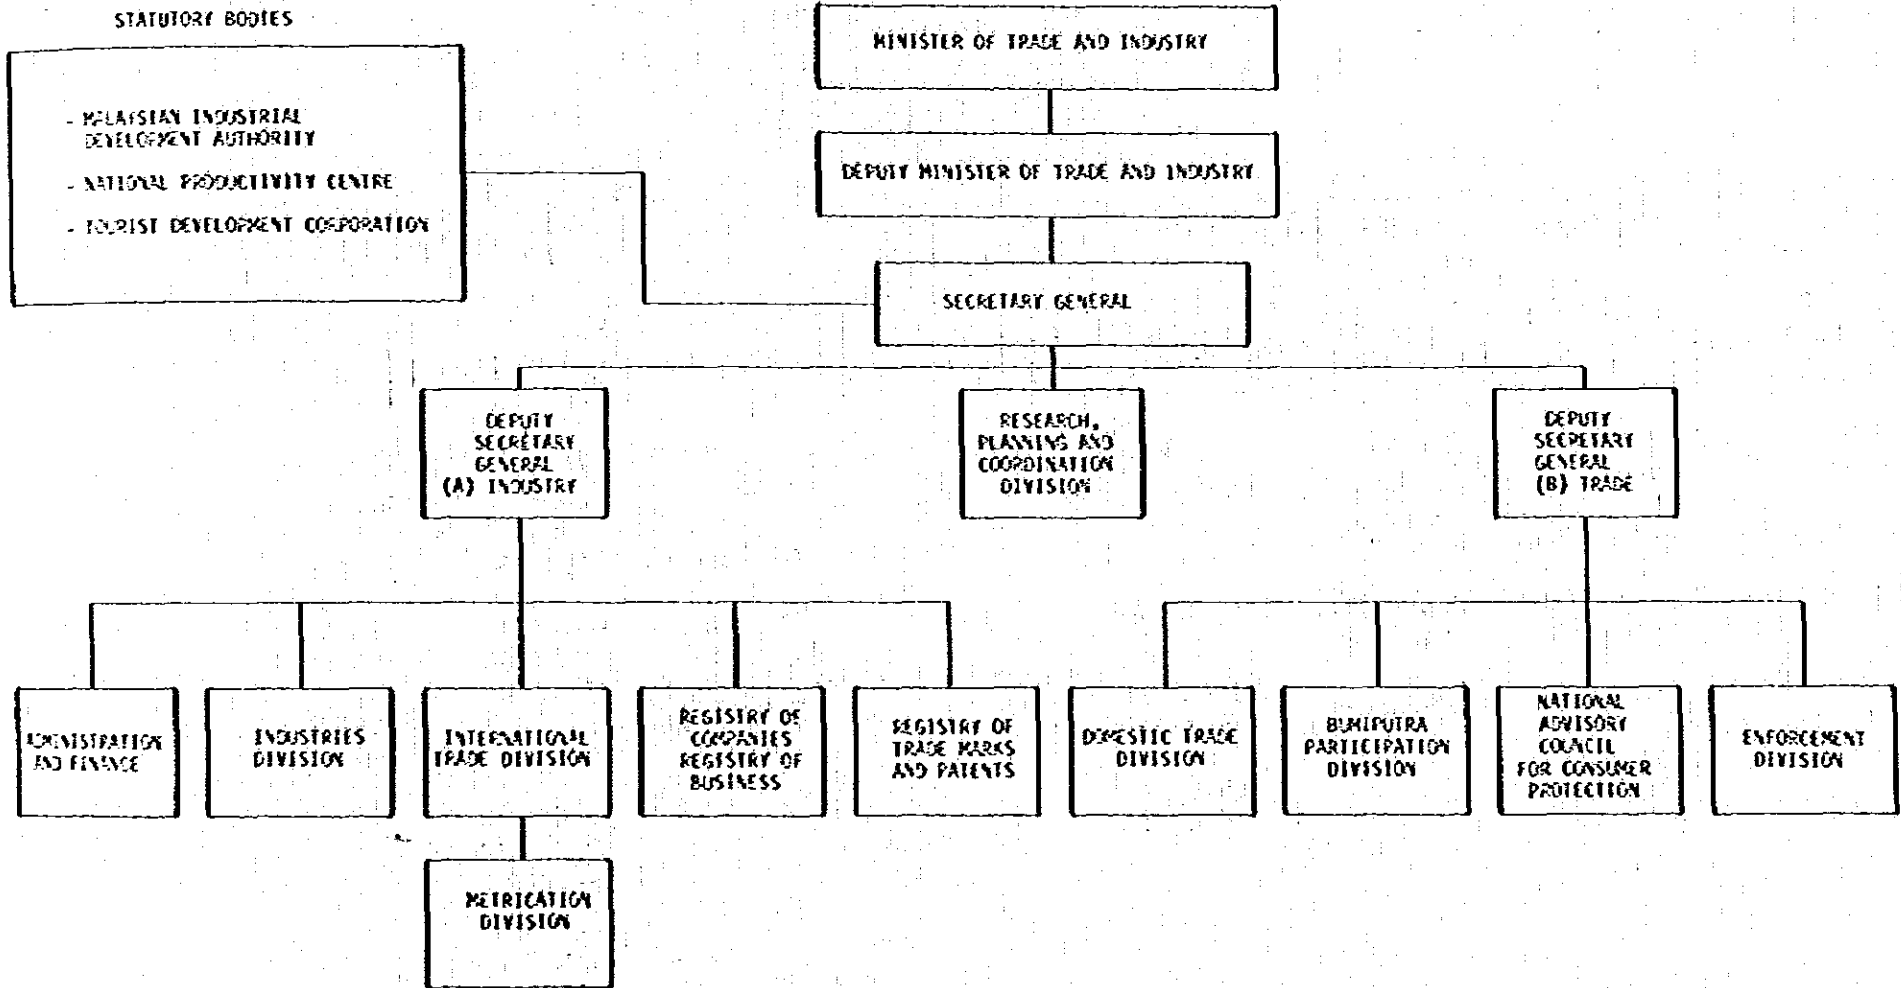 STATUTORY BODIES
- MALAYSIAN INDUSTRIAL
DEVELOPMENT AUTHORITY
- NATIONAL PRODUCTIVITY CENTRE
- TOURIST DEVELOPMENT CORPORATION
MINISTER OF TRADE AND INDUSTRY
DEPUTY MINISTER OF TRADE AND INDUSTRY
SECRETARY GENERAL
DEPUTY
SECRETARY
GENERAL
(A) INDUSTRY
RESEARCH,
PLANNING AND
COORDINATION
DIVISION
DEPUTY
SECRETARY
GENERAL
(B) TRADE
ADMINISTRATION
AND FINANCE
INDUSTRIES
DIVISION
INTERNATIONAL
TRADE DIVISION
REGISTRY OF
COMPANIES
REGISTRY OF
BUSINESS
REGISTRY OF
TRADE MARKS
AND PATENTS
DOMESTIC TRADE
DIVISION
BUMIPUTRA
PARTICIPATION
DIVISION
NATIONAL
ADVISORY
COUNCIL
FOR CONSUMER
PROTECTION
ENFORCEMENT
DIVISION
METRICATION
DIVISION